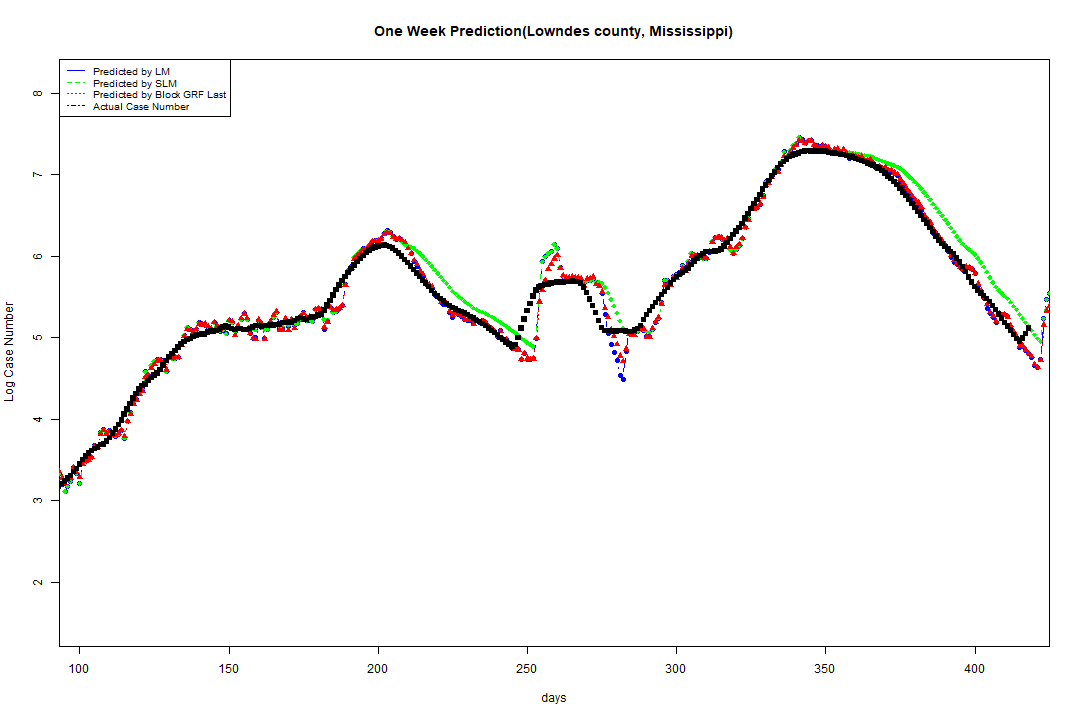 One Week Prediction(Lowndes county, Mississippi)
Predicted by LM
Predicted by SLM
Predicted by Block GRF Last
Actual Case Number
8
7
6
5
4
3
2
Log Case Number
100 150 200 250 300 350 400
days